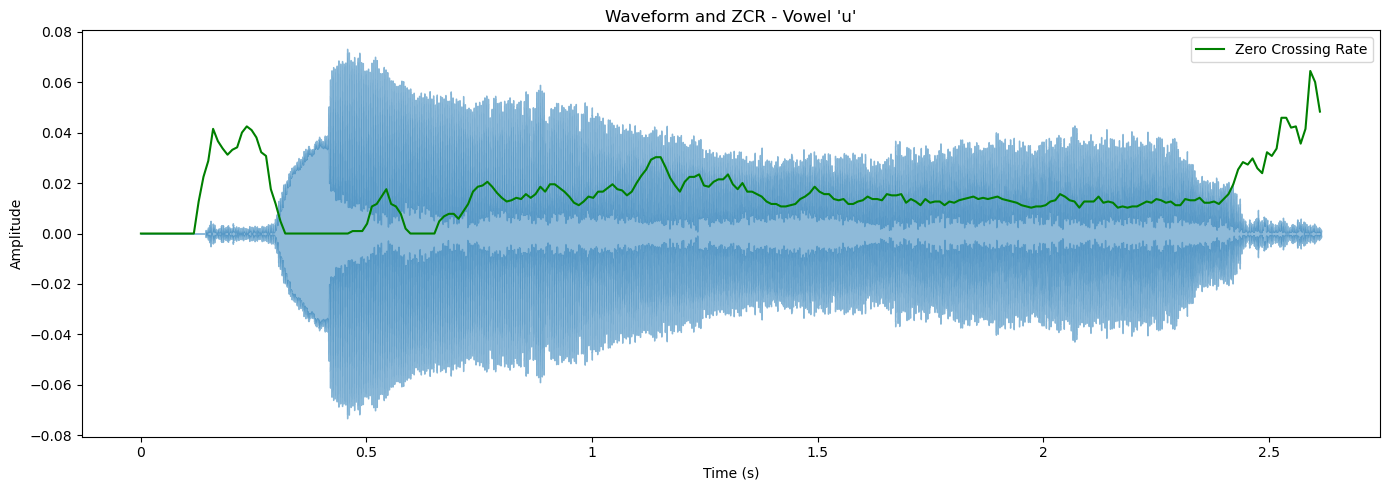 Waveform and ZCR - Vowel 'u'
Zero Crossing Rate
Amplitude
0.08
0.06
0.04
0.02
0.00
−0.02
−0.04
−0.06
−0.08
0 0.5 1 1.5 2 2.5
Time (s)